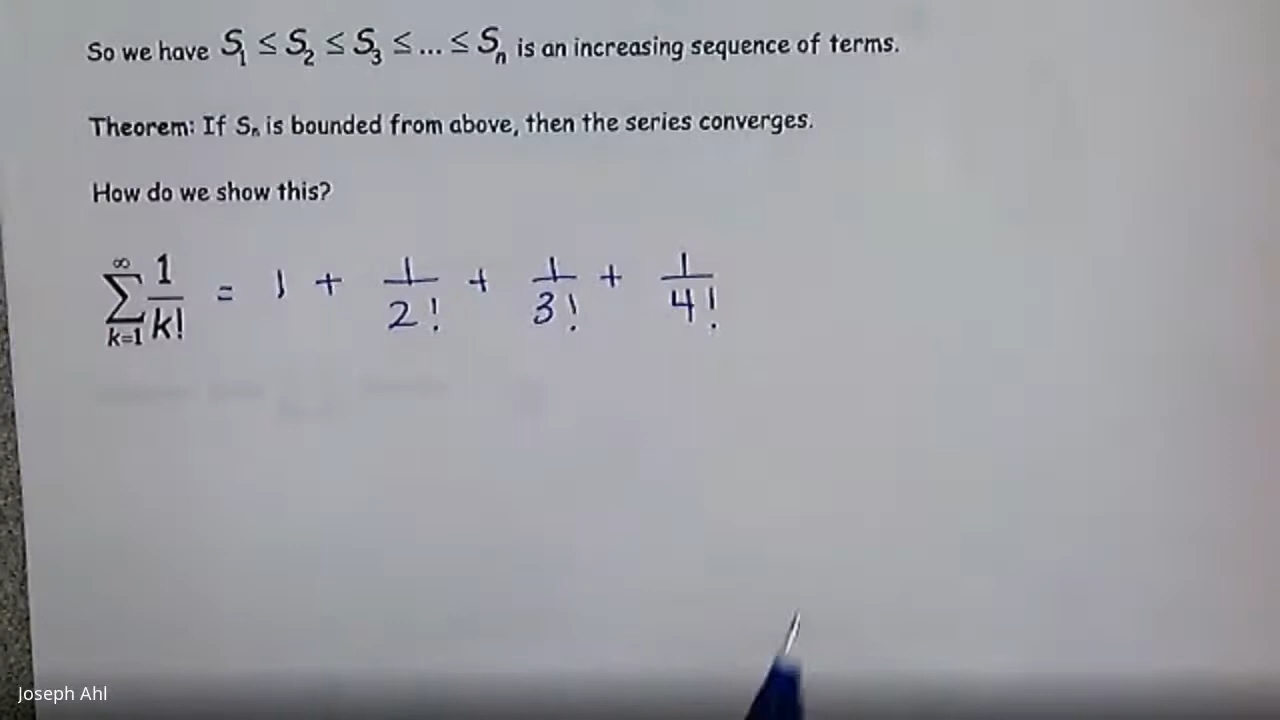 So we have S₁ ≤ S₂ ≤ S₃ ≤ ... ≤ Sₙ is an increasing sequence of terms.
Theorem: If Sₙ is bounded from above, then the series converges.
How do we show this?
∞∑k=1 1/k! = 1 + 1/2! + 1/3! + 1/4!
Joseph Ahl